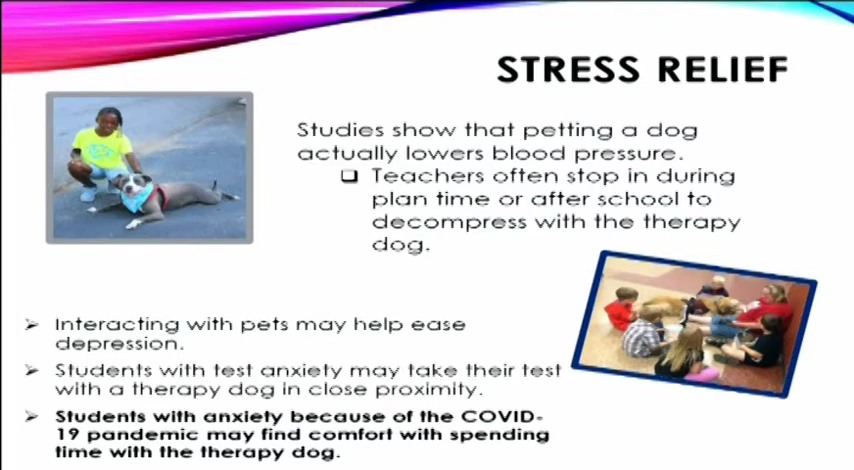 STRESS RELIEF
Studies show that petting a dog
actually lowers blood pressure.
❑ Teachers often stop in during
plan time or after school to
decompress with the therapy
dog.
➢ Interacting with pets may help ease
depression.
➢ Students with test anxiety may take their test
with a therapy dog in close proximity.
➢ Students with anxiety because of the COVID-
19 pandemic may find comfort with spending
time with the therapy dog.